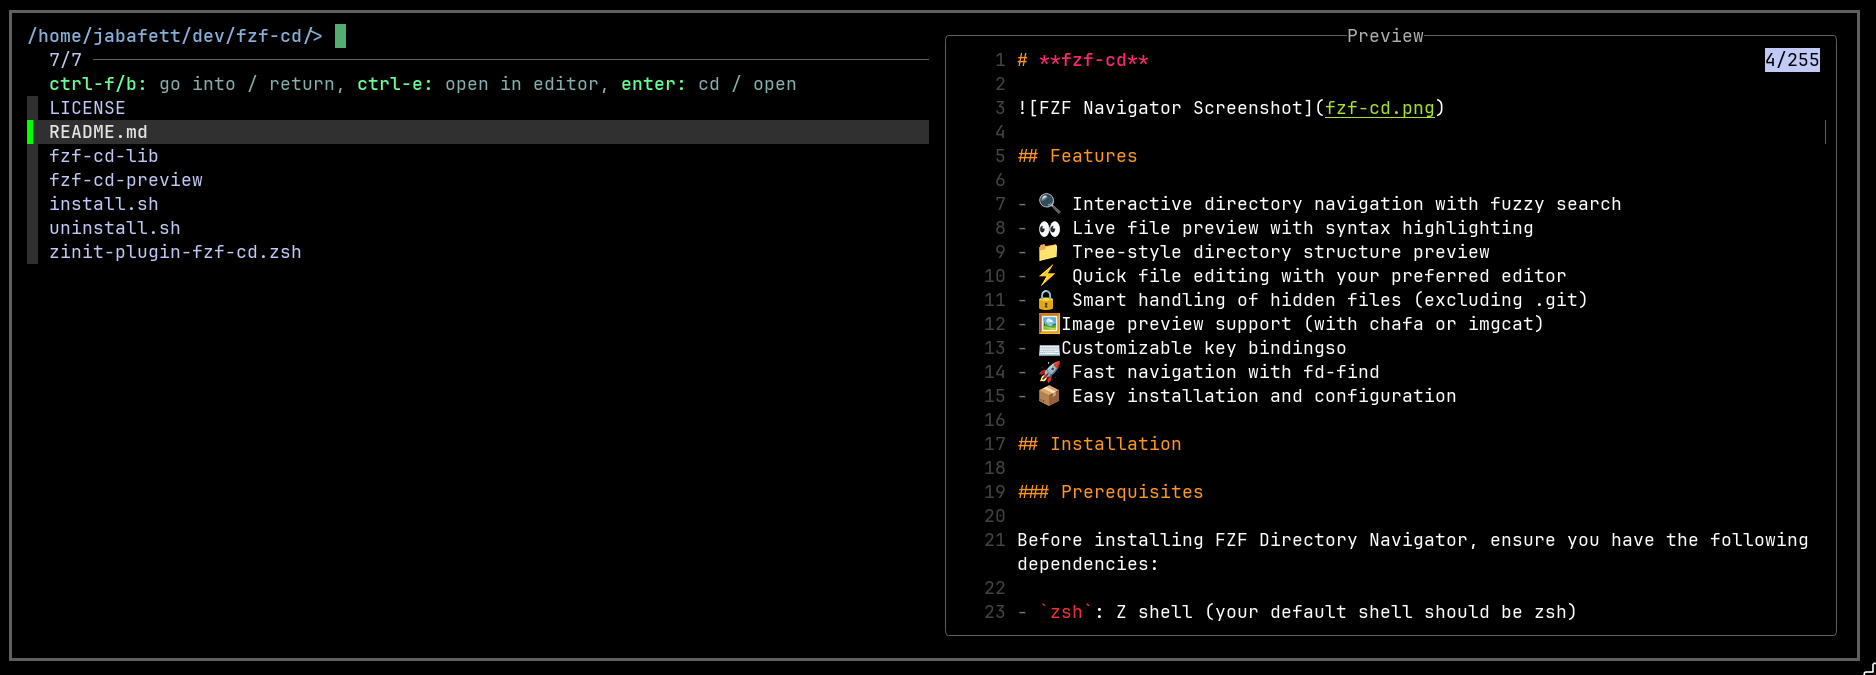 /home/jabafett/dev/fzf-cd/>
7/7
ctrl-f/b: go into / return, ctrl-e: open in editor, enter: cd / open
LICENSE
README.md
fzf-cd-lib
fzf-cd-preview
install.sh
uninstall.sh
zinit-plugin-fzf-cd.zsh
Preview
4/255
1 # **fzf-cd**
2
3 ![FZF Navigator Screenshot](fzf-cd.png)
4
5 ## Features
6
7 - 🔍 Interactive directory navigation with fuzzy search
8 - 👀 Live file preview with syntax highlighting
9 - 📁 Tree-style directory structure preview
10 - ⚡ Quick file editing with your preferred editor
11 - 🔒 Smart handling of hidden files (excluding .git)
12 - 🖼️Image preview support (with chafa or imgcat)
13 - ⌨️Customizable key bindingso
14 - 🚀 Fast navigation with fd-find
15 - 📦 Easy installation and configuration
16
17 ## Installation
18
19 ### Prerequisites
20
21 Before installing FZF Directory Navigator, ensure you have the following
dependencies:
22
23 - `zsh`: Z shell (your default shell should be zsh)